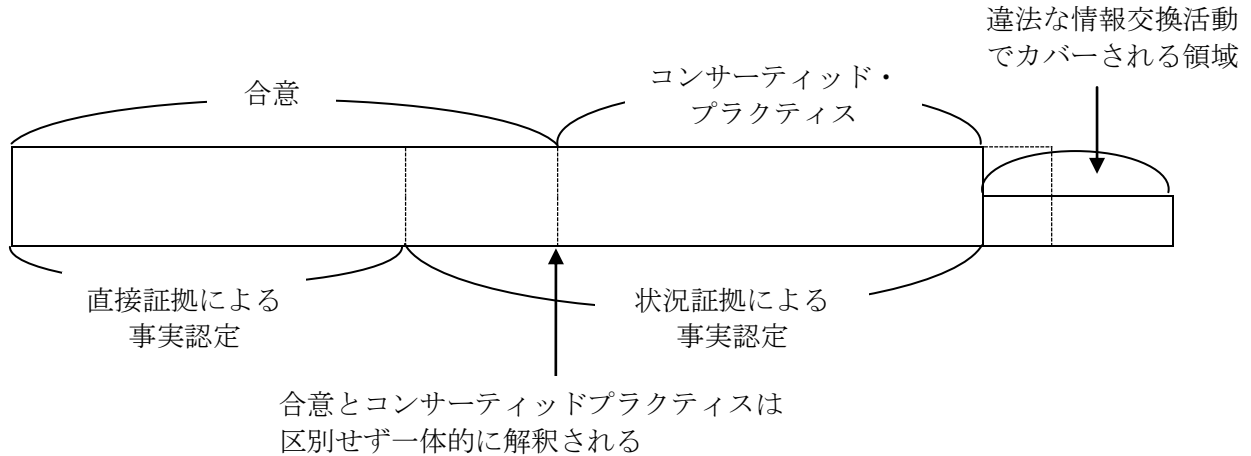 違法な情報交換活動
でカバーされる領域
合意
コンサーティッド・
プラクティス
直接証拠による
事実認定
状況証拠による
事実認定
合意とコンサーティッドプラクティスは
区別せず一体的に解釈される